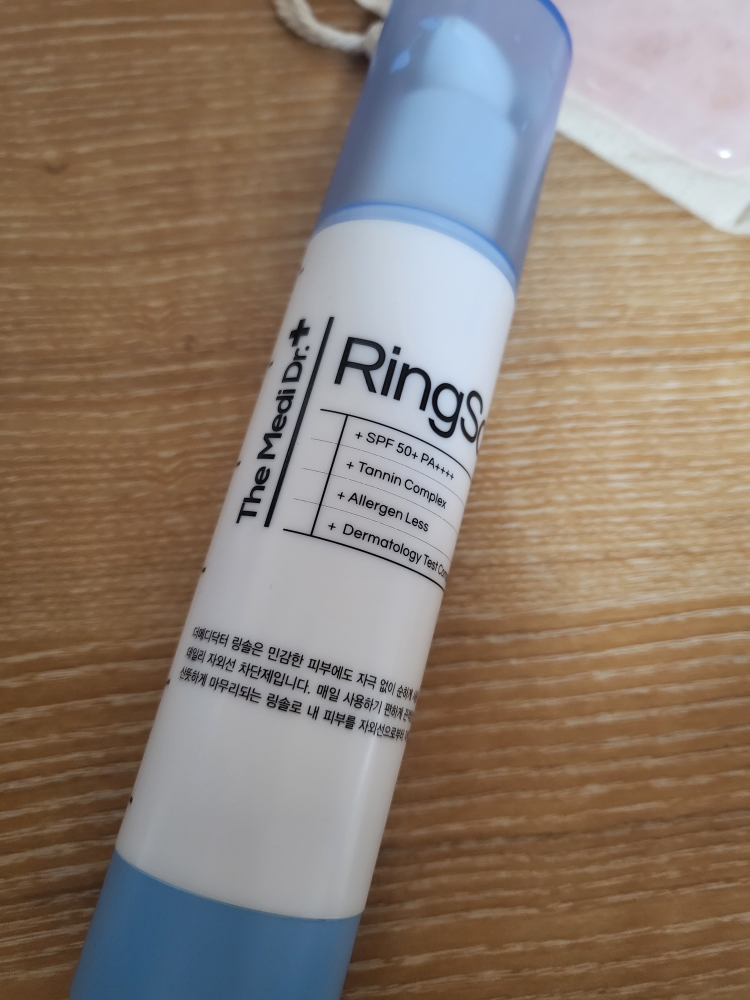 The Medi Dr.+
RingS
+ SPF 50+ PA++++
+ Tannin Complex
+ Allergen Less
+ Dermatology Test
더메디닥터 링솔은 민감한 피부에도 자극 없이 순하게
데일리 자외선 차단제입니다. 매일 사용하기 편하게
산뜻하게 마무리되는 링솔로 내 피부를 자외선으로부터